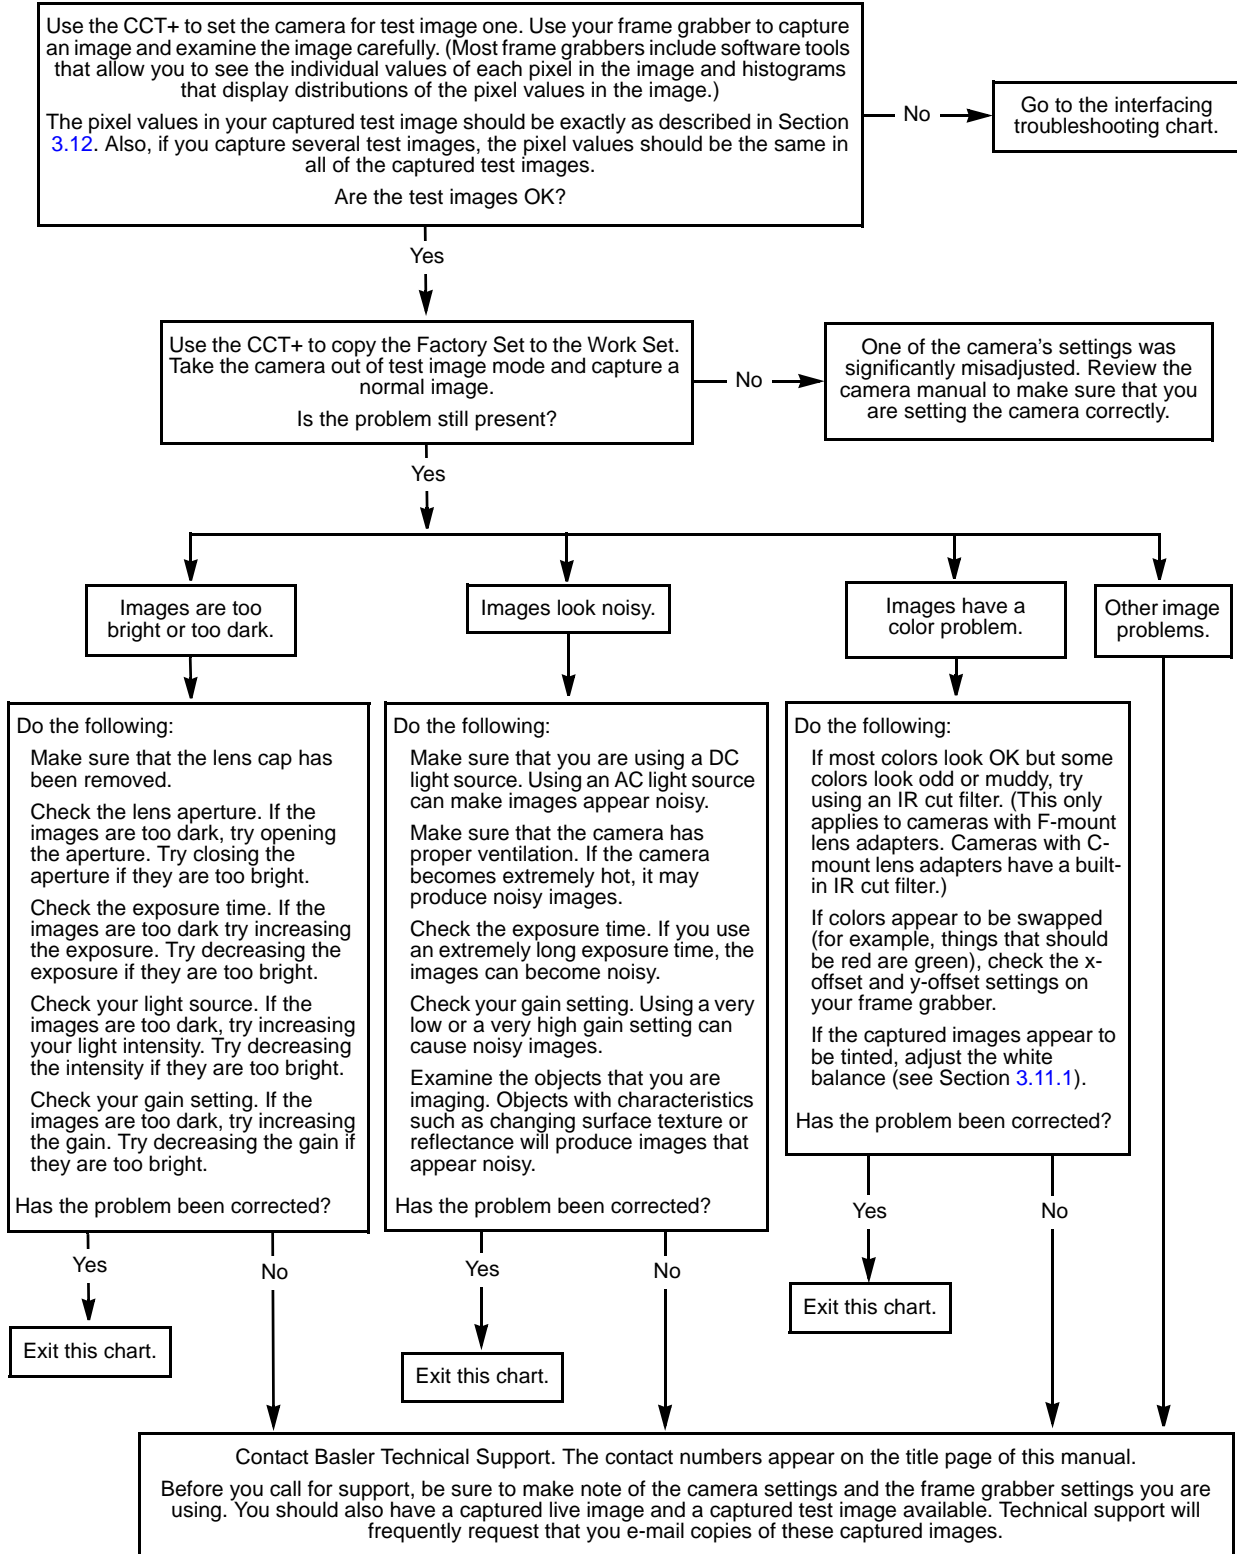 Use the CCT+ to set the camera for test image one. Use your frame grabber to capture
an image and examine the image carefully. (Most frame grabbers include software tools
that allow you to see the individual values of each pixel in the image and histograms
that display distributions of the pixel values in the image.)
The pixel values in your captured test image should be exactly as described in Section
3.12. Also, if you capture several test images, the pixel values should be the same in
all of the captured test images.
Are the test images OK?
No
Go to the interfacing
troubleshooting chart.
Yes
Use the CCT+ to copy the Factory Set to the Work Set.
Take the camera out of test image mode and capture a
normal image.
Is the problem still present?
No
One of the camera's settings was
significantly misadjusted. Review the
camera manual to make sure that you
are setting the camera correctly.
Yes
Images are too
bright or too dark.
Images look noisy.
Images have a
color problem.
Other image
problems.
Do the following:
Make sure that the lens cap has
been removed.
Check the lens aperture. If the
images are too dark, try opening
the aperture. Try closing the
aperture if they are too bright.
Check the exposure time. If the
images are too dark try increasing
the exposure. Try decreasing the
exposure if they are too bright.
Check your light source. If the
images are too dark, try increasing
your light intensity. Try decreasing
the intensity if they are too bright.
Check your gain setting. If the
images are too dark, try increasing
the gain. Try decreasing the gain if
they are too bright.
Has the problem been corrected?
Yes
No
Exit this chart.
Do the following:
Make sure that you are using a DC
light source. Using an AC light source
can make images appear noisy.
Make sure that the camera has
proper ventilation. If the camera
becomes extremely hot, it may
produce noisy images.
Check the exposure time. If you use
an extremely long exposure time, the
images can become noisy.
Check your gain setting. Using a very
low or a very high gain setting can
cause noisy images.
Examine the objects that you are
imaging. Objects with characteristics
such as changing surface texture or
reflectance will produce images that
appear noisy.
Has the problem been corrected?
Yes
No
Exit this chart.
Do the following:
If most colors look OK but some
colors look odd or muddy, try
using an IR cut filter. (This only
applies to cameras with F-mount
lens adapters. Cameras with C-
mount lens adapters have a built-
in IR cut filter.)
If colors appear to be swapped
(for example, things that should
be red are green), check the x-
offset and y-offset settings on
your frame grabber.
If the captured images appear to
be tinted, adjust the white
balance (see Section 3.11.1).
Has the problem been corrected?
Yes
No
Exit this chart.
Contact Basler Technical Support. The contact numbers appear on the title page of this manual.
Before you call for support, be sure to make note of the camera settings and the frame grabber settings you are
using. You should also have a captured live image and a captured test image available. Technical support will
frequently request that you e-mail copies of these captured images.